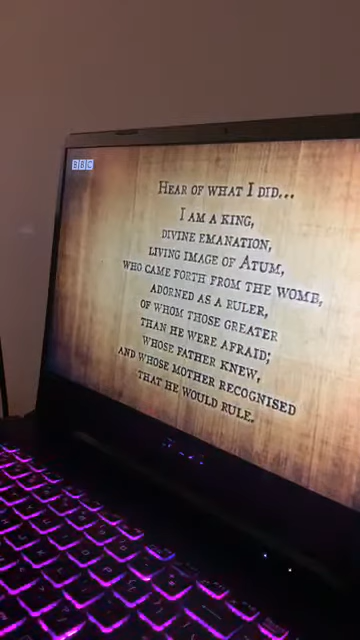 BBC
Hear of what I did...
I am a king,
divine emanation,
living image of Atum,
who came forth from the womb,
adorned as a ruler,
of whom those greater
than he were afraid;
whose father knew,
and whose mother recognised
that he would rule.